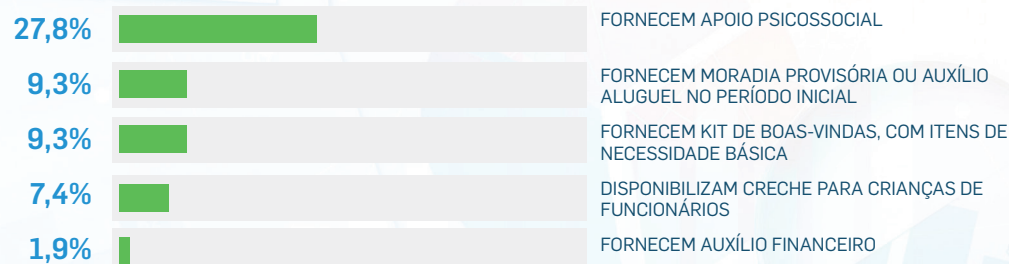 27,8%
FORNECEM APOIO PSICOSSOCIAL
9,3%
FORNECEM MORADIA PROVISÓRIA OU AUXÍLIO
ALUGUEL NO PERÍODO INICIAL
9,3%
FORNECEM KIT DE BOAS-VINDAS, COM ITENS DE
NECESSIDADE BÁSICA
7,4%
DISPONIBILIZAM CRECHE PARA CRIANÇAS DE
FUNCIONÁRIOS
1,9%
FORNECEM AUXÍLIO FINANCEIRO